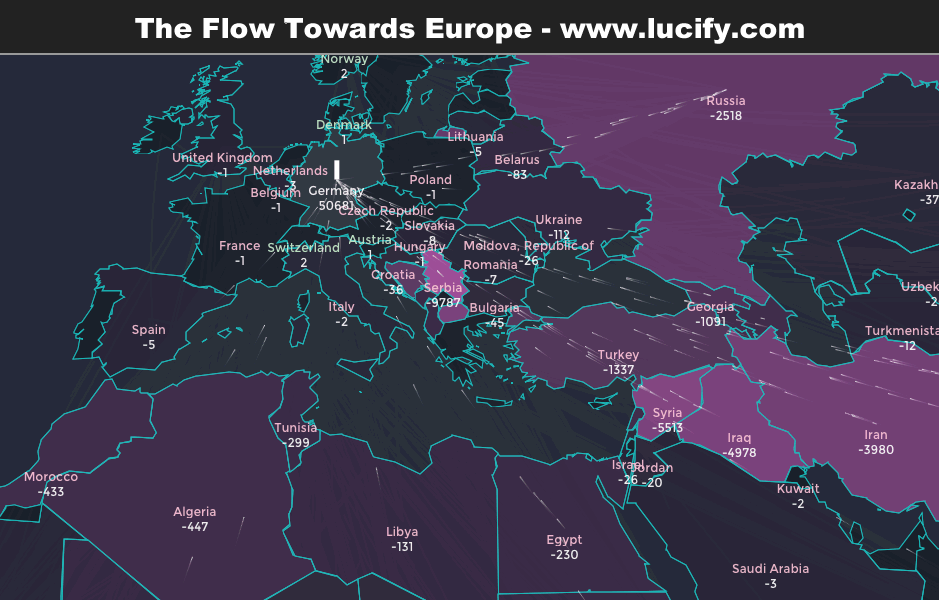 The Flow Towards Europe - www.lucify.com
Norway
2
Russia
-2518
Denmark
1
Lithuania
-5
United Kingdom
-1
Belarus
-83
Netherlands
-3
Kazakh
-37
Poland
-1
Belgium
-1
Germany
50681
Czech Republic
-2
Ukraine
-112
Slovakia
-8
Austria
1
France
-1
Switzerland
2
Hungary
-1
Moldova, Republic of
-26
Romania
-7
Croatia
-36
Serbia
-9787
Uzbek
-2
Italy
-2
Bulgaria
-45
Georgia
-1091
Spain
-5
Turkmenista
-12
Turkey
-1337
Syria
-5513
Tunisia
-299
Iraq
-4978
Iran
-3980
Israel
-26
Jordan
-20
Morocco
-433
Kuwait
-2
Algeria
-447
Libya
-131
Egypt
-230
Saudi Arabia
-3